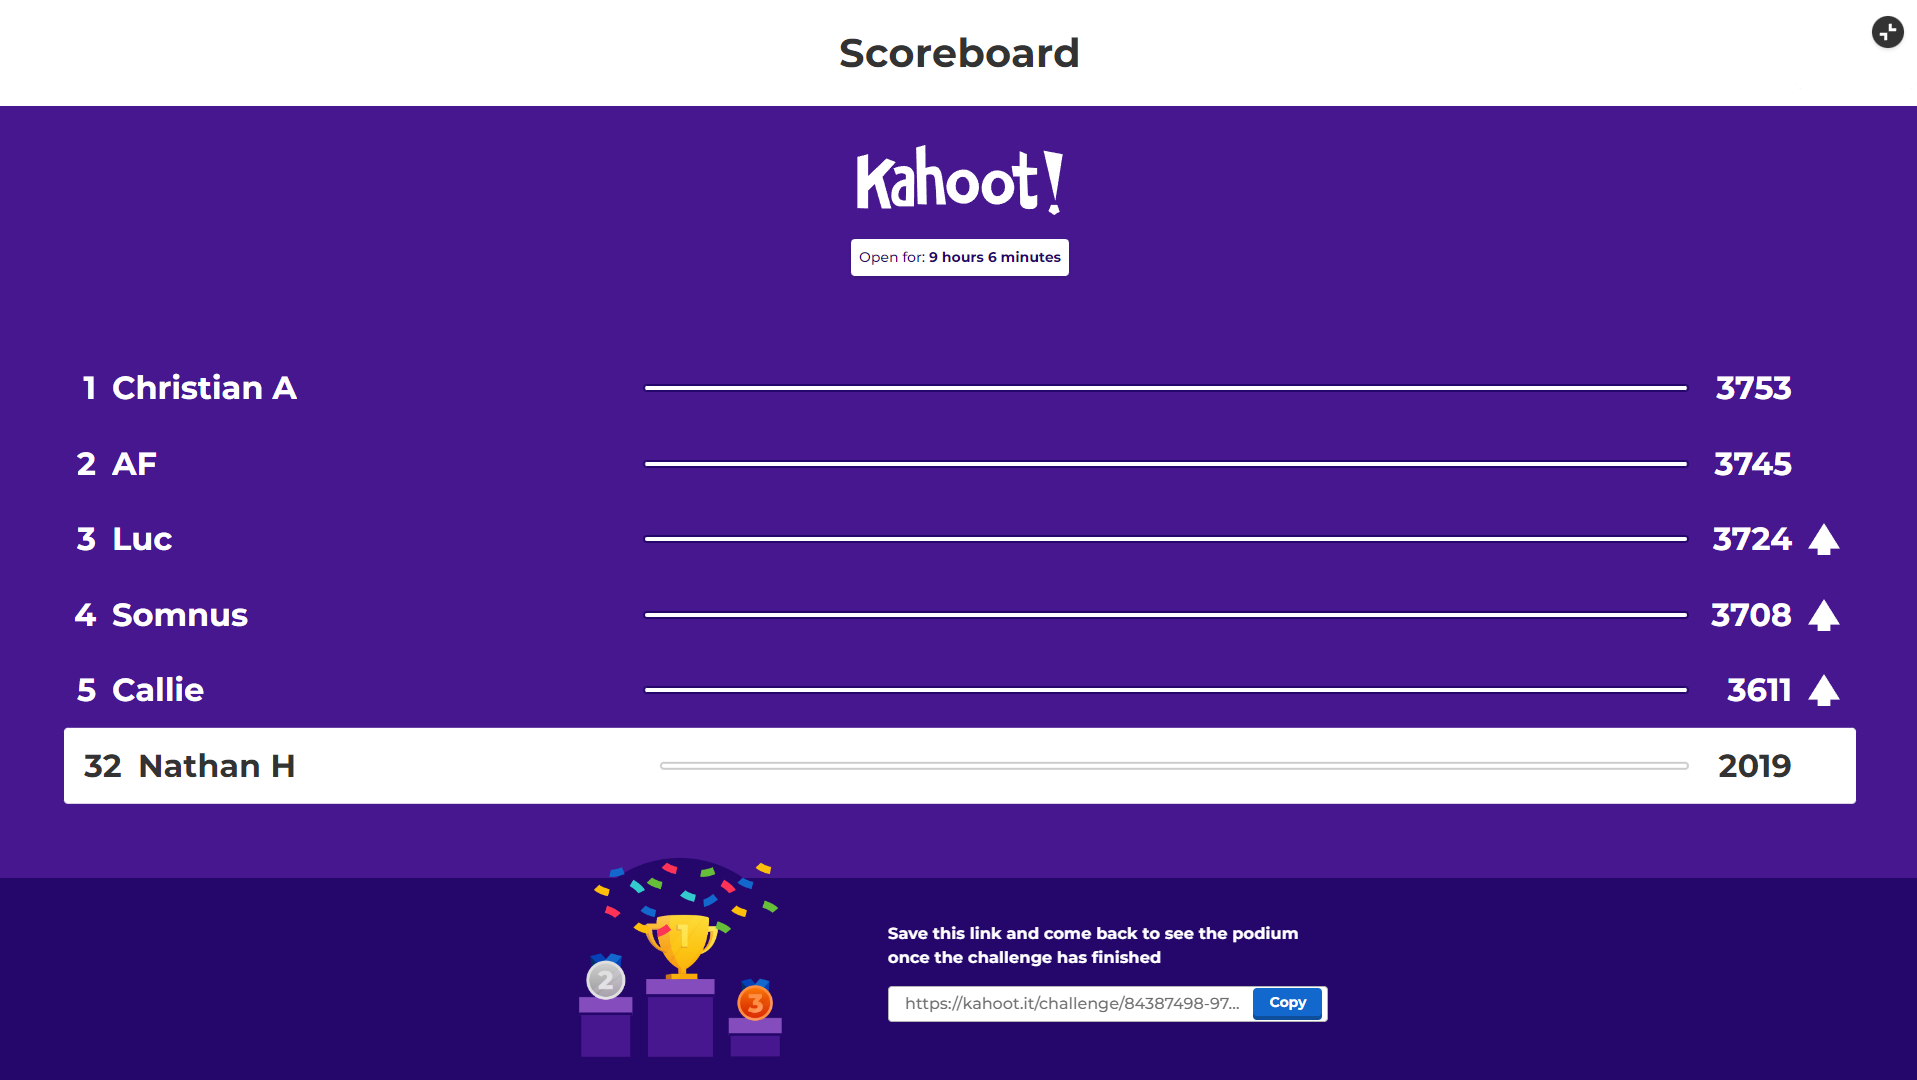 Scoreboard
Kahoot!
Open for: 9 hours 6 minutes
1 Christian A 3753
2 AF 3745
3 Luc 3724
4 Somnus 3708
5 Callie 3611
32 Nathan H 2019
1
2
3
Save this link and come back to see the podium
once the challenge has finished
https://kahoot.it/challenge/84387498-97... Copy